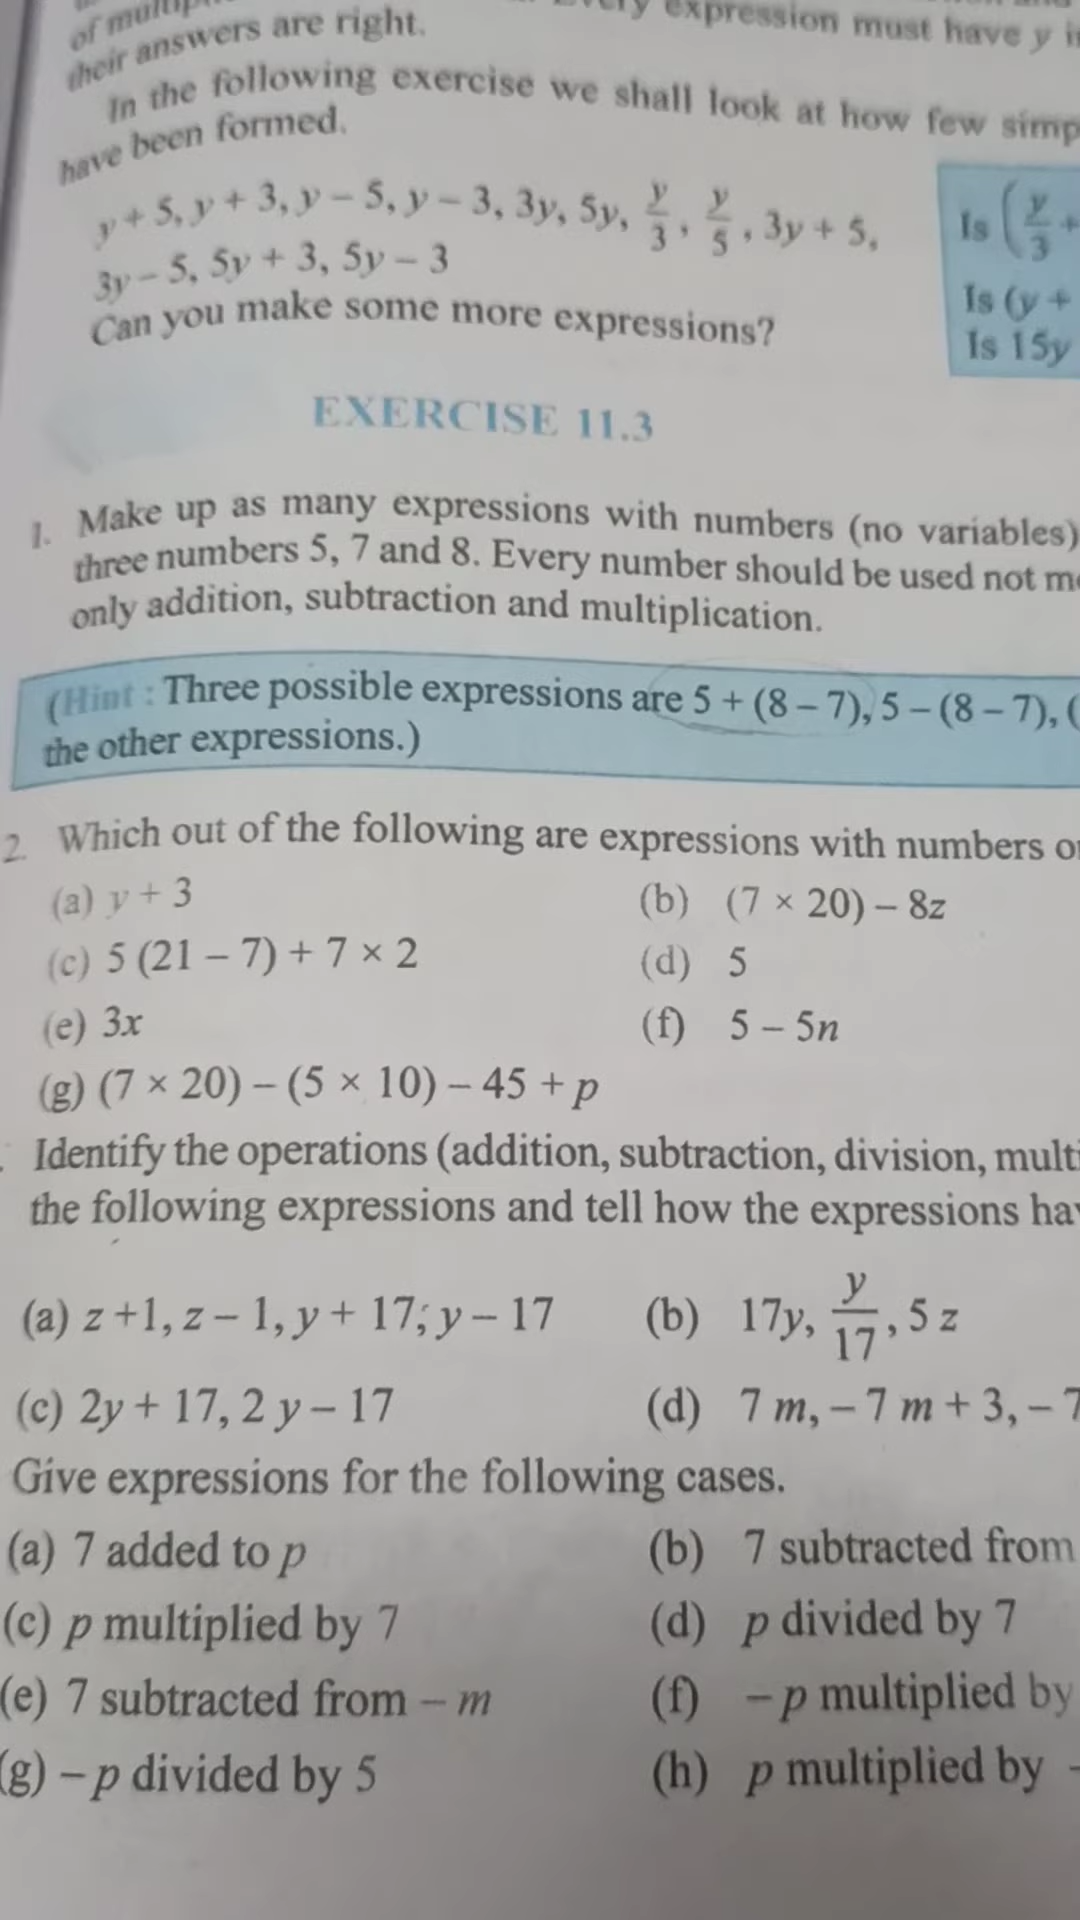 of
their answers are right.
expression must have y
In the following exercise we shall look at how few
have been formed.
y + 5, y + 3, y – 5, y – 3, 3y, 5y, y/3, y/5, 3y + 5,
3y – 5, 5y + 3, 5y – 3
Can you make some more expressions?
Is (y/3 +
Is (y +
Is 15y
EXERCISE 11.3
1. Make up as many expressions with numbers (no variables)
three numbers 5, 7 and 8. Every number should be used not
only addition, subtraction and multiplication.
(Hint : Three possible expressions are 5 + (8 – 7), 5 – (8 – 7), (
the other expressions.)
2. Which out of the following are expressions with numbers
(a) y + 3
(b) (7 × 20) – 8z
(c) 5 (21 – 7) + 7 × 2
(d) 5
(e) 3x
(f) 5 – 5n
(g) (7 × 20) – (5 × 10) – 45 + p
Identify the operations (addition, subtraction, division,
the following expressions and tell how the expressions
(a) z +1, z – 1, y + 17, y – 17
(b) 17y, y/17, 5 z
(c) 2y + 17, 2 y – 17
(d) 7 m, – 7 m + 3, – 7
Give expressions for the following cases.
(a) 7 added to p
(b) 7 subtracted from
(c) p multiplied by 7
(d) p divided by 7
(e) 7 subtracted from – m
(f) – p multiplied by
(g) – p divided by 5
(h) p multiplied by –